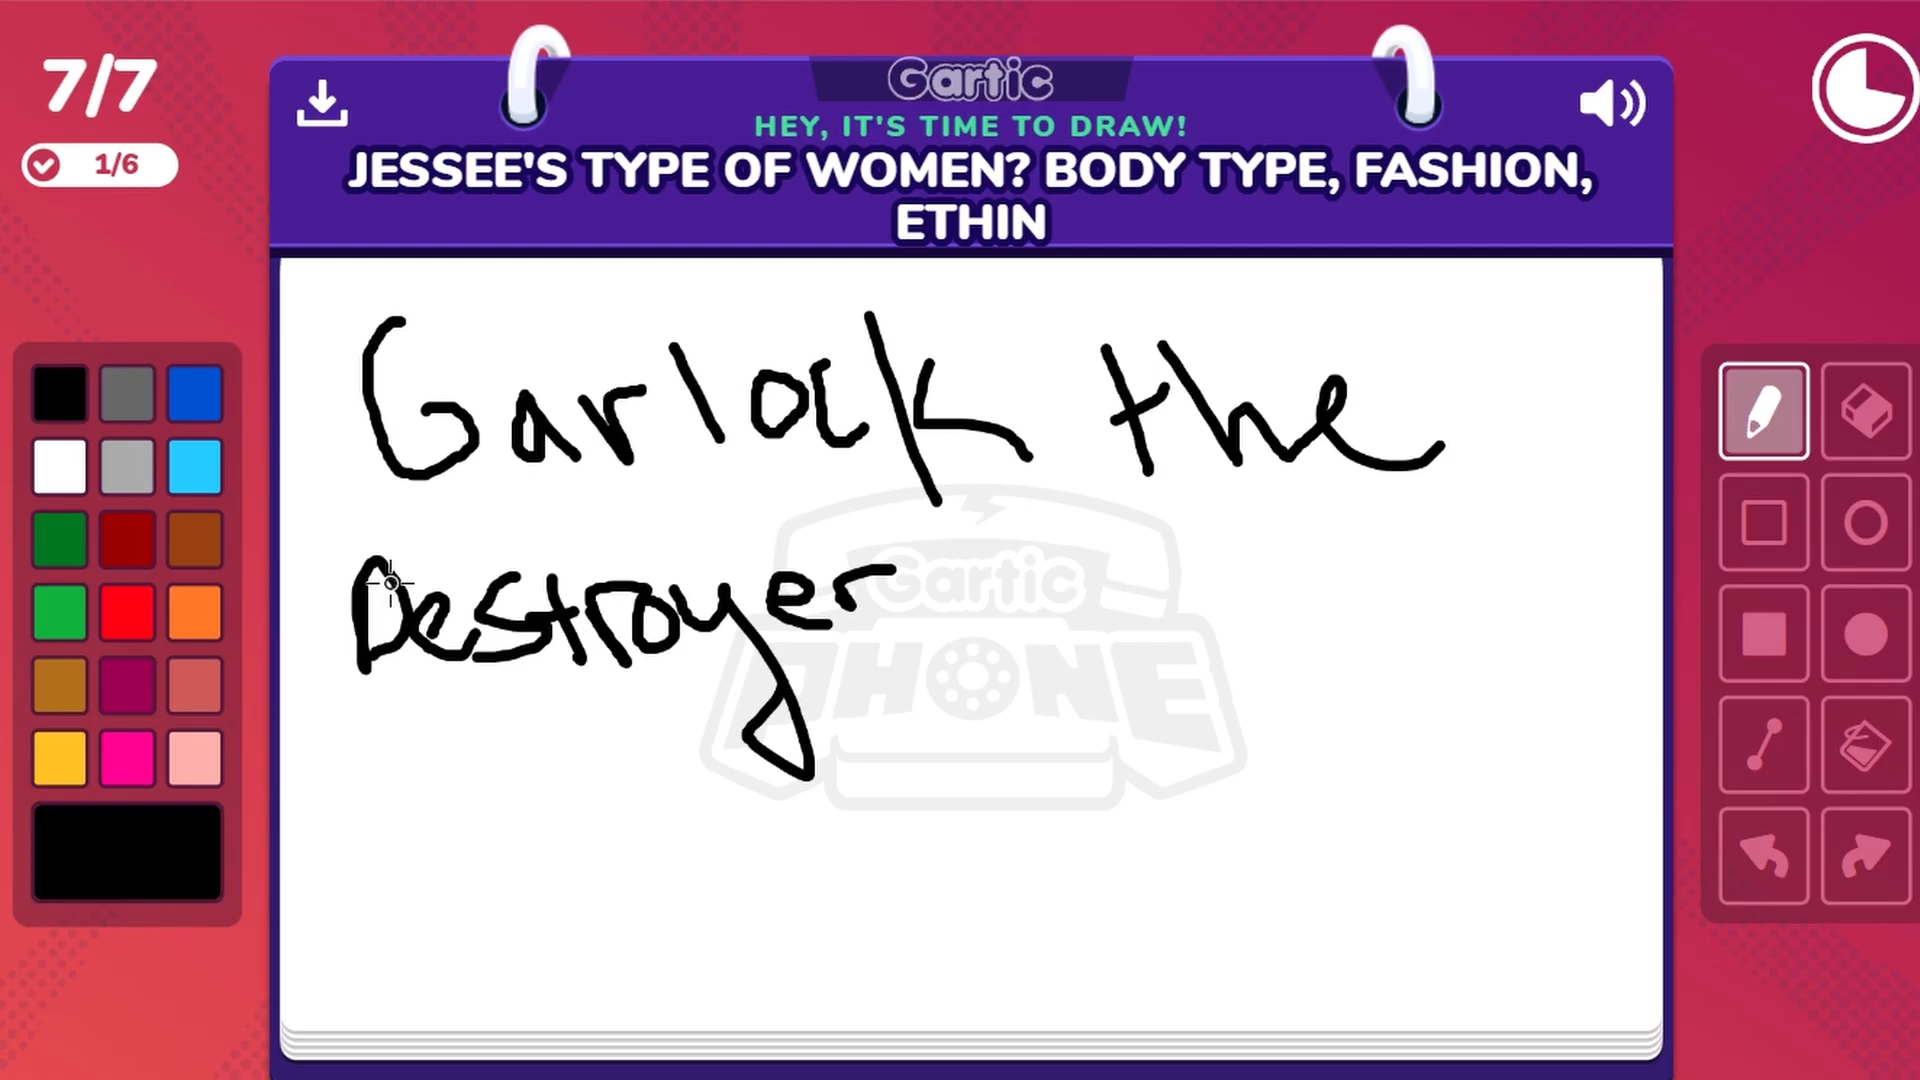 7/7
1/6
Gartic
HEY, IT'S TIME TO DRAW!
JESSEE'S TYPE OF WOMEN? BODY TYPE, FASHION,
ETHIN
Garlock the
Destroyer
Gartic
PHONE